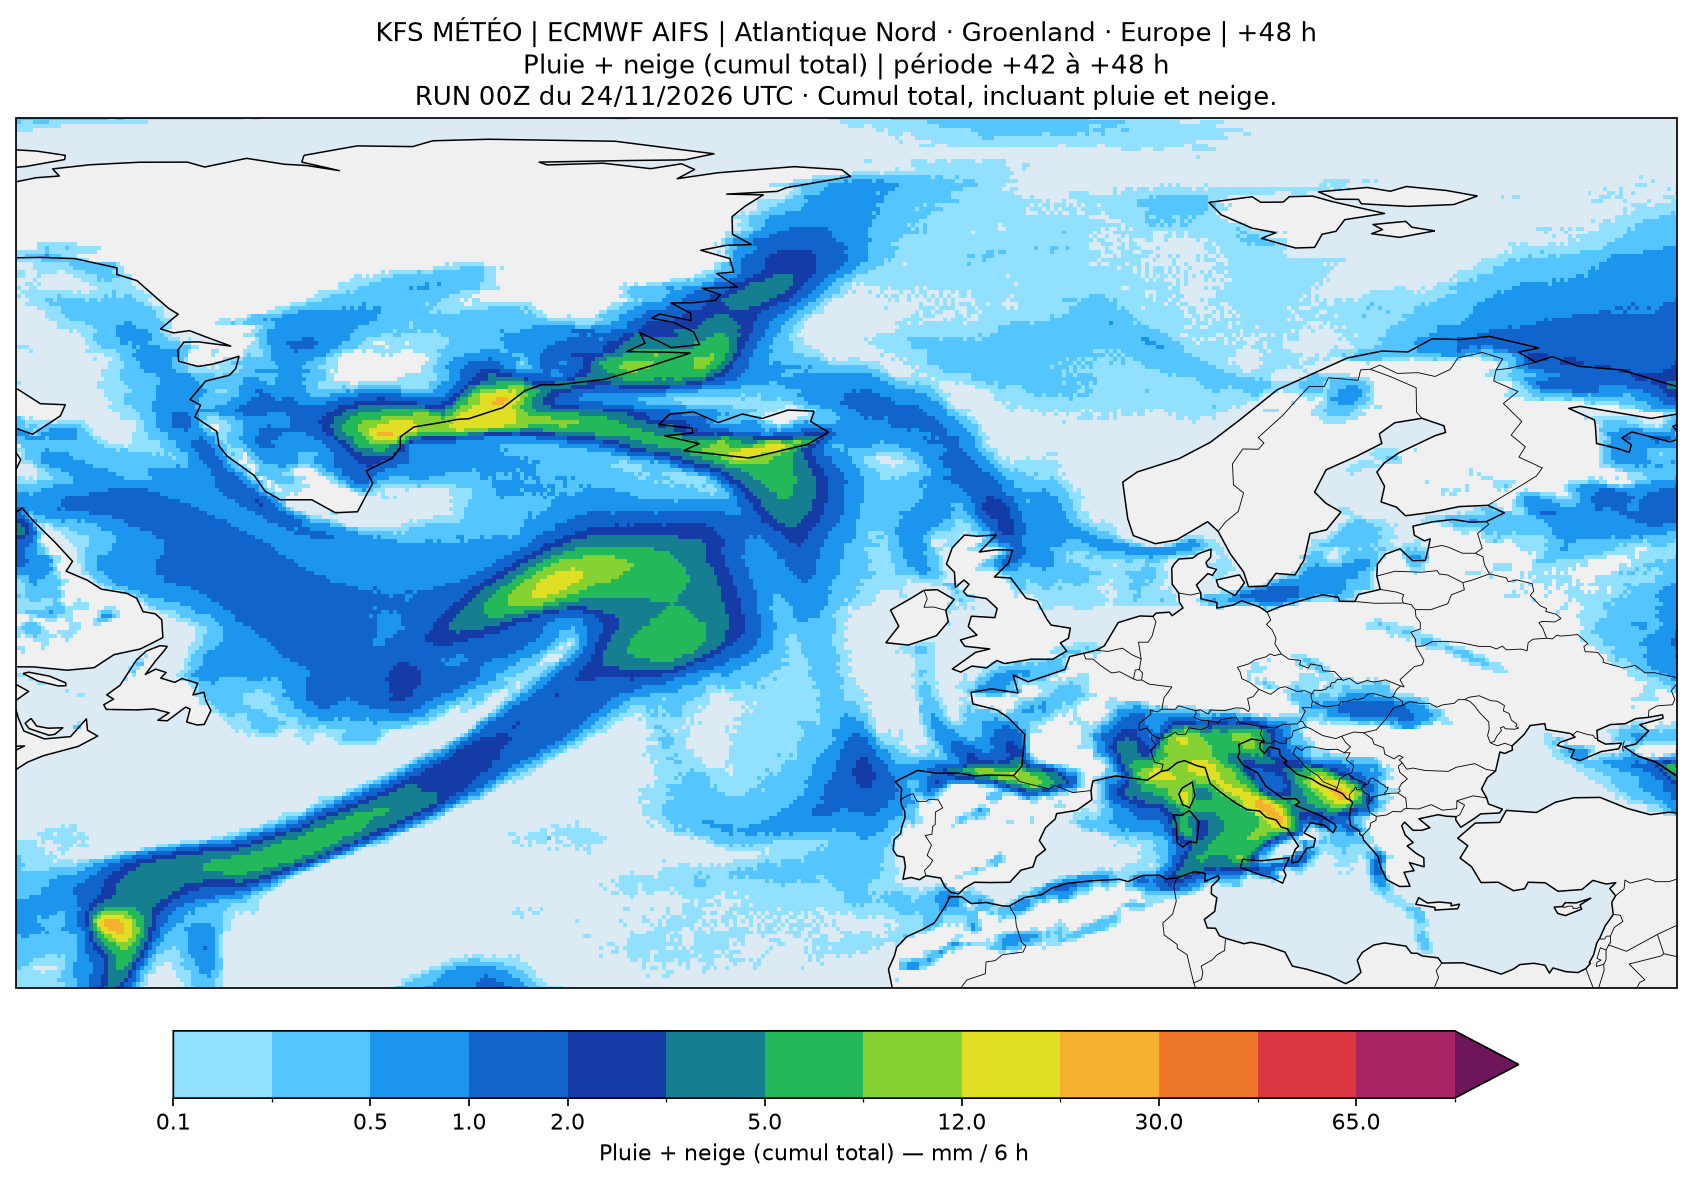 KFS MÉTÉO | ECMWF AIFS | Atlantique Nord · Groenland · Europe | +48 h
Pluie + neige (cumul total) | période +42 à +48 h
RUN 00Z du 24/11/2026 UTC · Cumul total, incluant pluie et neige.
0.1 0.5 1.0 2.0 5.0 12.0 30.0 65.0
Pluie + neige (cumul total) — mm / 6 h